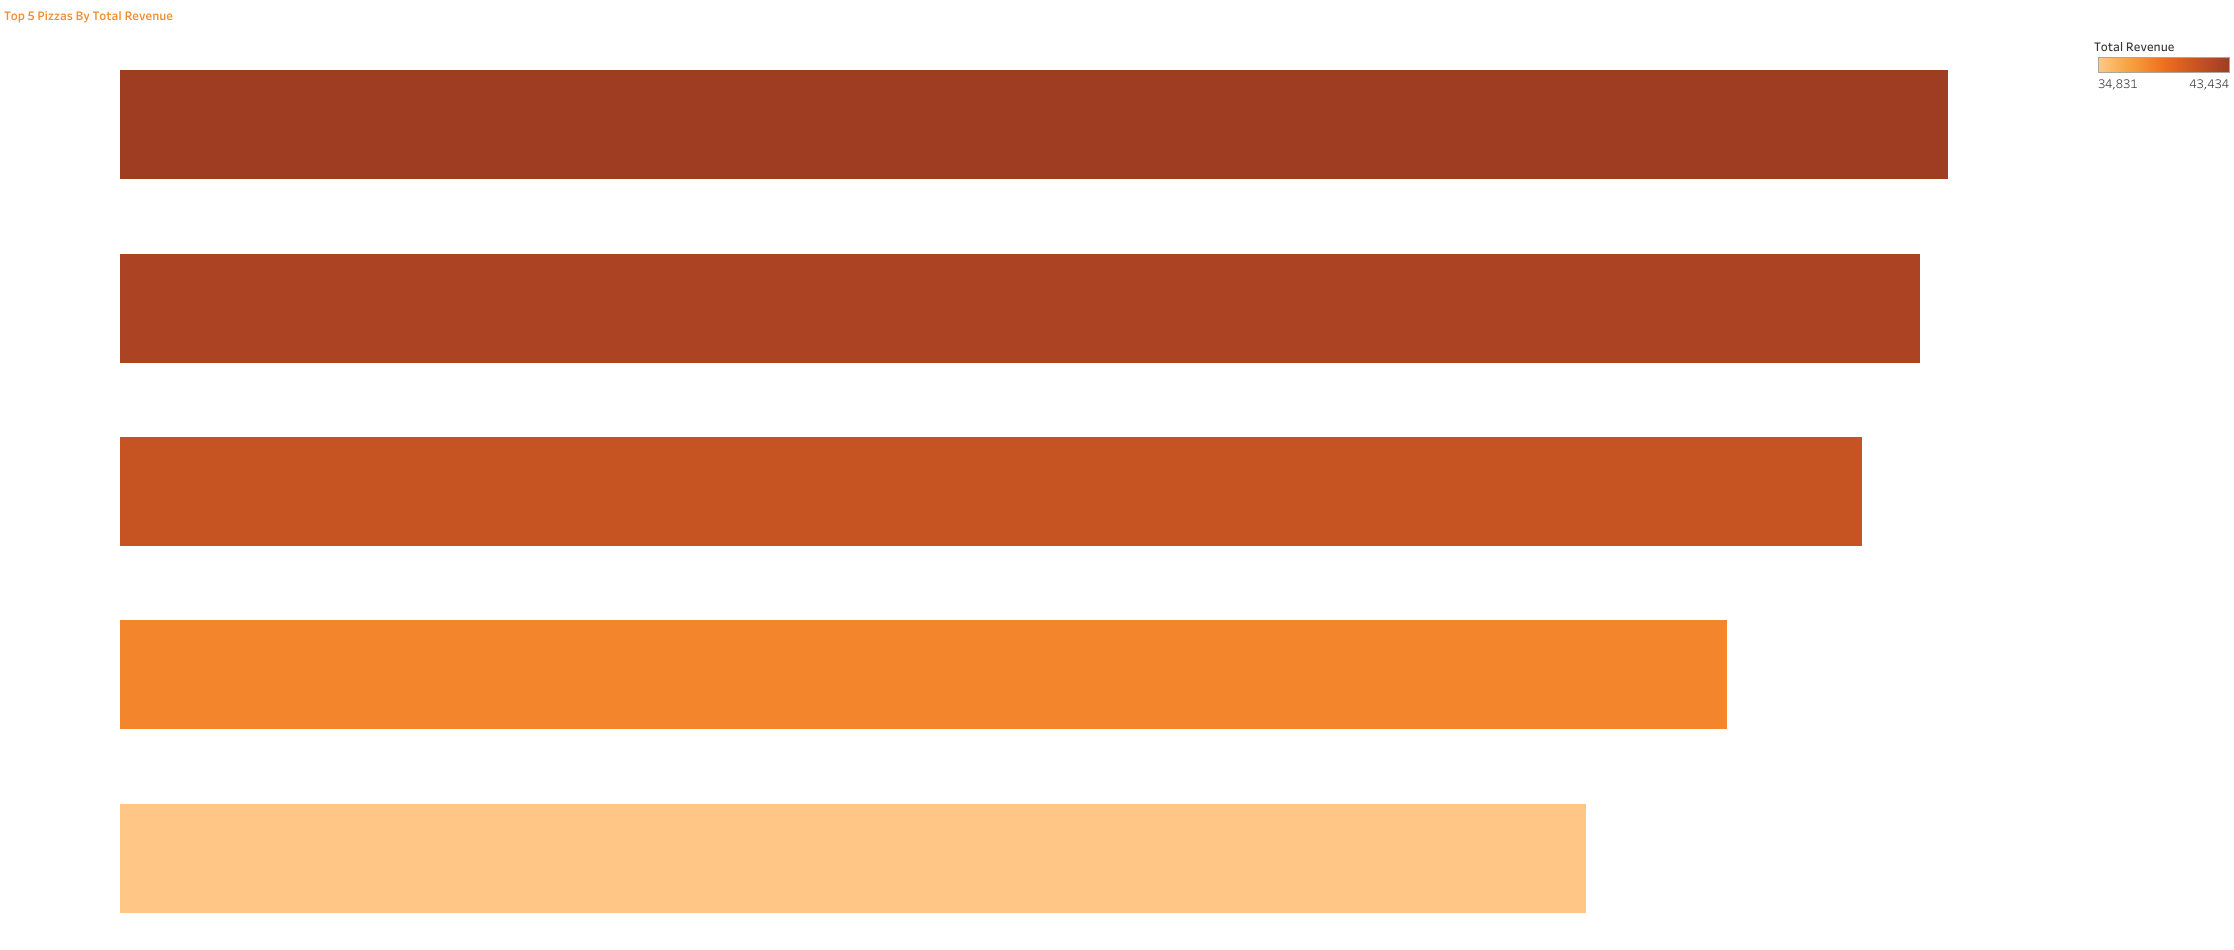 Top 5 Pizzas By Total Revenue
Total Revenue
34,831 43,434